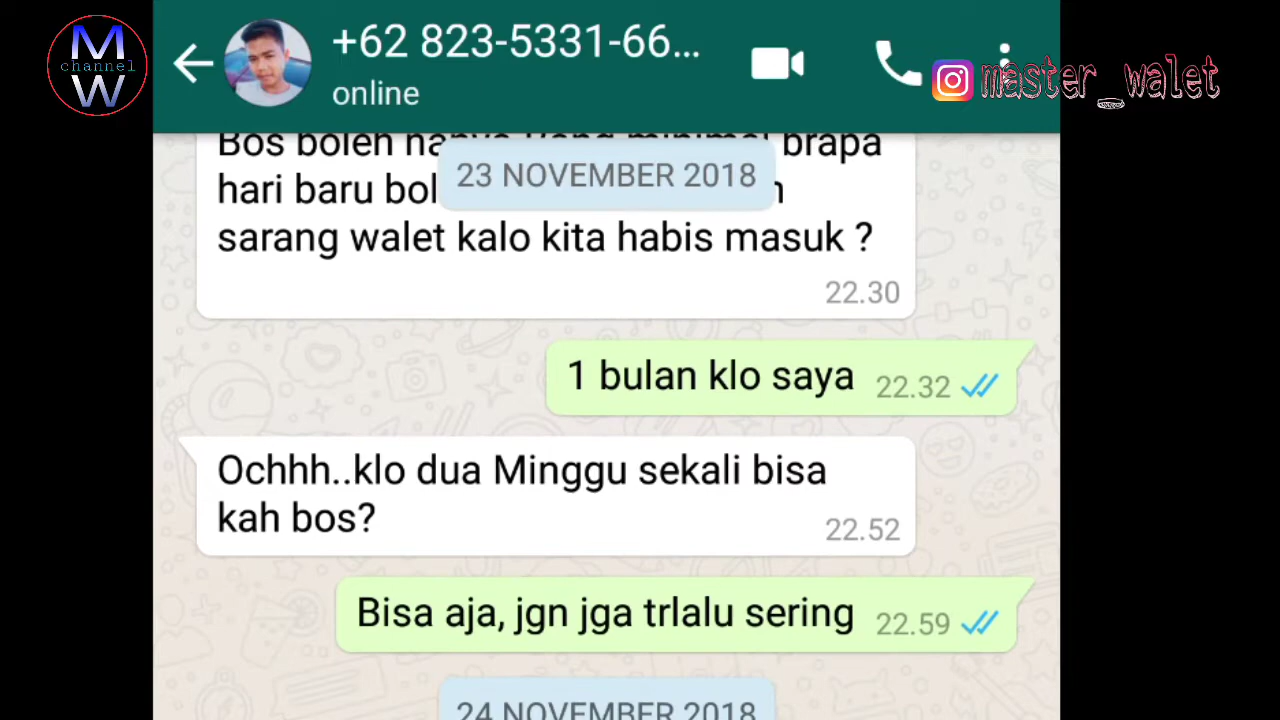 M
channel
W
+62 823-5331-66...
online
master_walet
Bos boleh brapa
23 NOVEMBER 2018
hari baru
sarang walet kalo kita habis masuk ?
22.30
1 bulan klo saya 22.32
Ochhh..klo dua Minggu sekali bisa
kah bos?
22.52
Bisa aja, jgn jga trlalu sering 22.59
24 NOVEMBER 2018